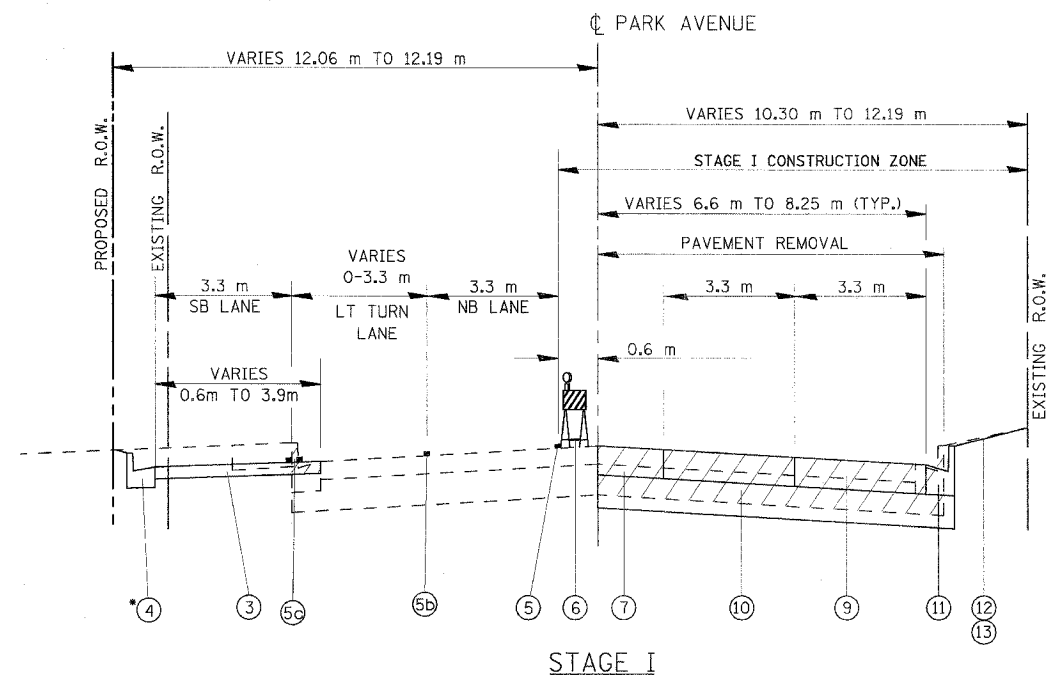 ℄ PARK AVENUE
VARIES 12.06 m TO 12.19 m
VARIES 10.30 m TO 12.19 m
STAGE I CONSTRUCTION ZONE
VARIES 6.6 m TO 8.25 m (TYP.)
PAVEMENT REMOVAL
PROPOSED R.O.W.
EXISTING R.O.W.
EXISTING R.O.W.
3.3 m
SB LANE
VARIES
0-3.3 m
LT TURN
LANE
3.3 m
NB LANE
3.3 m
3.3 m
0.6 m
VARIES
0.6m TO 3.9m
*4
3
5c
5b
5
6
7
10
9
11
12
13
STAGE I